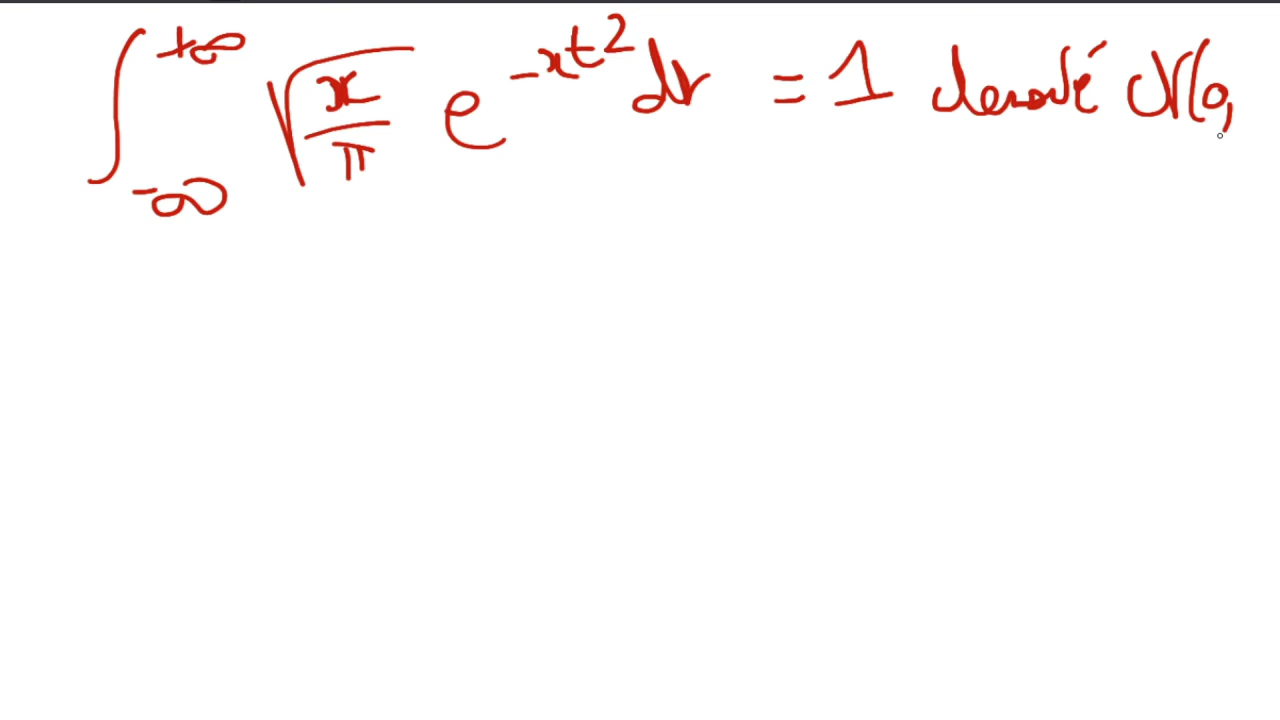 ∫_{-∞}^{+∞} √(x/π) e^{-xt²} dt = 1 densité N(0,